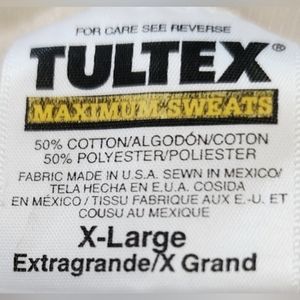 FOR CARE SEE REVERSE
TULTEX®
MAXIMUM SWEATS
50% COTTON/ALGODÓN/COTON
50% POLYESTER/POLIESTER
FABRIC MADE IN U.S.A. SEWN IN MEXICO/
TELA HECHA EN E.U.A. COSIDA
EN MÉXICO / TISSU FABRIQUE AUX E.-U. ET
COUSU AU MEXIQUE
X-Large
Extragrande/X Grand